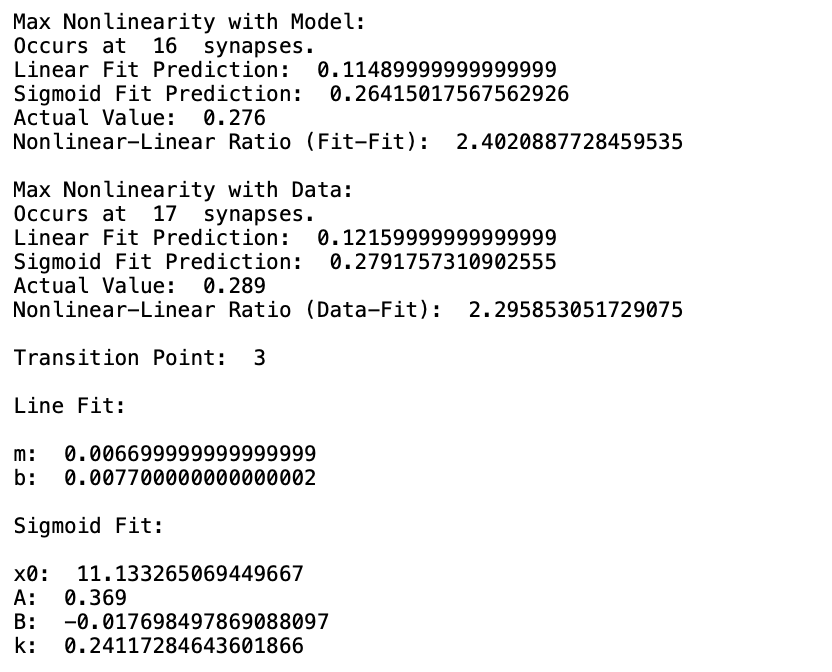 Max Nonlinearity with Model:
Occurs at  16  synapses.
Linear Fit Prediction:  0.11489999999999999
Sigmoid Fit Prediction:  0.26415017567562926
Actual Value:  0.276
Nonlinear-Linear Ratio (Fit-Fit):  2.4020887728459535
Max Nonlinearity with Data:
Occurs at  17  synapses.
Linear Fit Prediction:  0.12159999999999999
Sigmoid Fit Prediction:  0.2791757310902555
Actual Value:  0.289
Nonlinear-Linear Ratio (Data-Fit):  2.295853051729075
Transition Point:  3
Line Fit:
m:  0.006699999999999999
b:  0.007700000000000002
Sigmoid Fit:
x0:  11.133265069449667
A:  0.369
B:  -0.017698497869088097
k:  0.24117284643601866